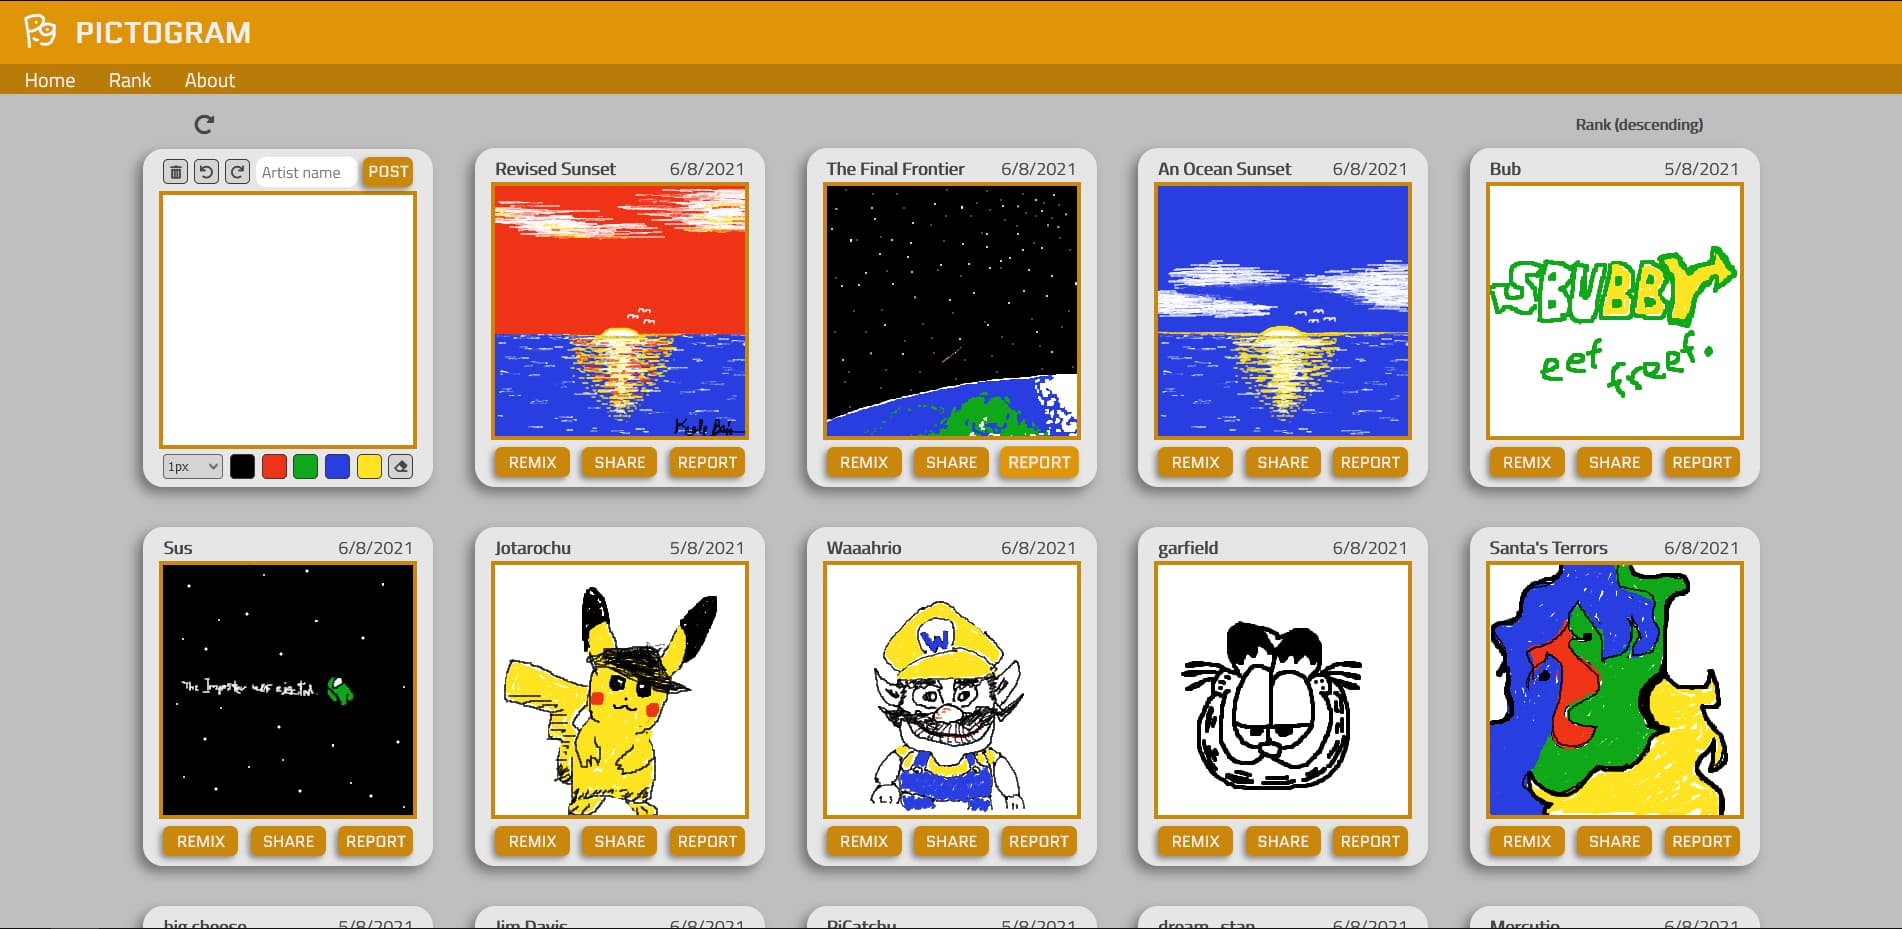 PICTOGRAM
Home Rank About
Rank (descending)
Artist name POST
1px
Revised Sunset 6/8/2021
REMIX SHARE REPORT
The Final Frontier 6/8/2021
REMIX SHARE REPORT
An Ocean Sunset 6/8/2021
REMIX SHARE REPORT
Bub 5/8/2021
SBUBBY
eef freef.
REMIX SHARE REPORT
Sus 6/8/2021
The Imposter was ejected.
REMIX SHARE REPORT
Jotarochu 5/8/2021
REMIX SHARE REPORT
Waaahrio 6/8/2021
W
REMIX SHARE REPORT
garfield 6/8/2021
REMIX SHARE REPORT
Santa's Terrors 6/8/2021
REMIX SHARE REPORT
big cheese 5/8/2021
Jim Davis 6/8/2021
PiCatchu 5/8/2021
dream_stan 6/8/2021
Mercutio 6/8/2021